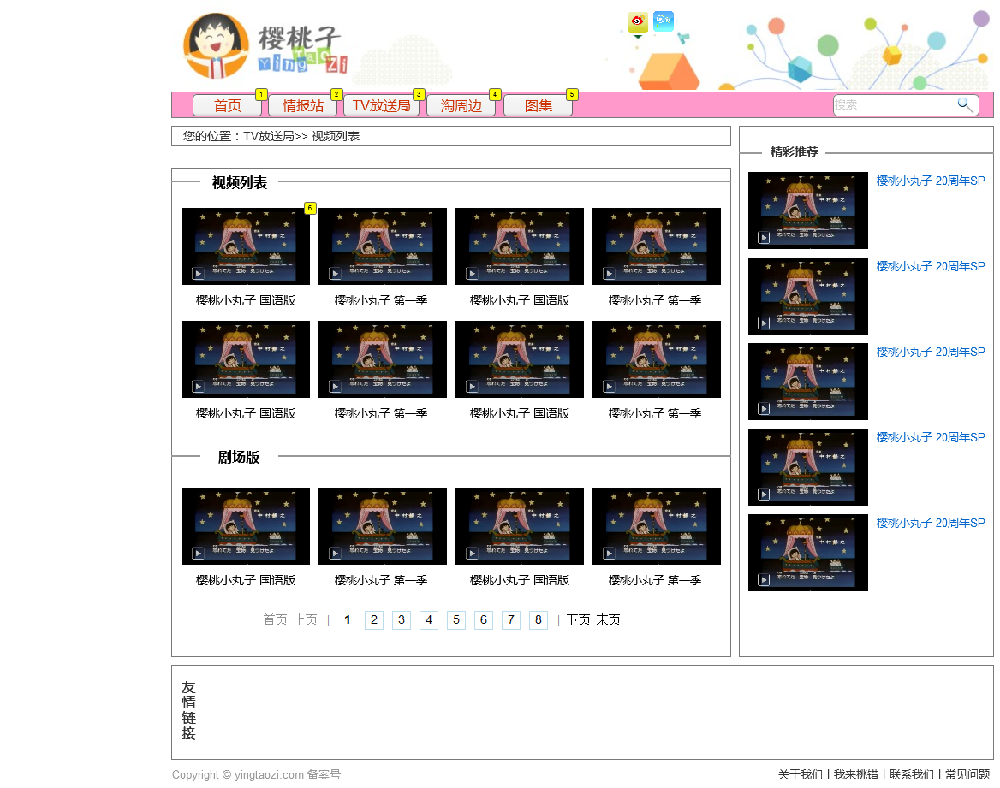 樱桃子
YingTaoZi
1 2 3 4 5
首页 情报站 TV放送局 淘周边 图集 搜索
您的位置：TV放送局>> 视频列表
视频列表
6
樱桃小丸子 国语版 樱桃小丸子 第一季 樱桃小丸子 国语版 樱桃小丸子 第一季
樱桃小丸子 国语版 樱桃小丸子 第一季 樱桃小丸子 国语版 樱桃小丸子 第一季
剧场版
樱桃小丸子 国语版 樱桃小丸子 第一季 樱桃小丸子 国语版 樱桃小丸子 第一季
首页 上页 | 1 2 3 4 5 6 7 8 | 下页 末页
精彩推荐
樱桃小丸子 20周年SP
樱桃小丸子 20周年SP
樱桃小丸子 20周年SP
樱桃小丸子 20周年SP
樱桃小丸子 20周年SP
友
情
链
接
Copyright © yingtaozi.com 备案号
关于我们丨我来挑错丨联系我们丨常见问题